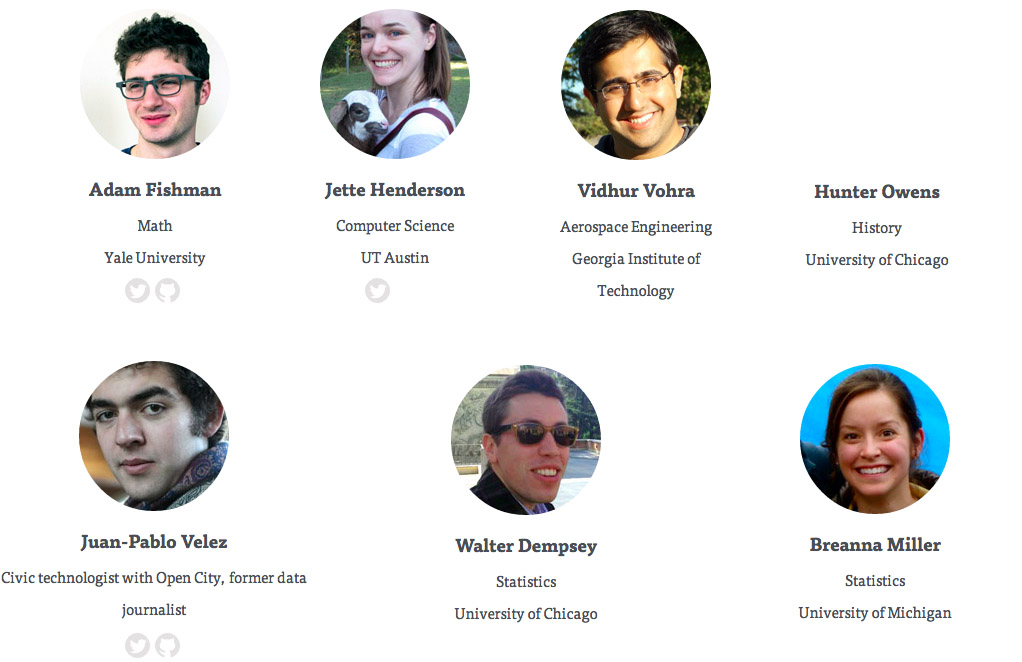 Adam Fishman
Math
Yale University
Jette Henderson
Computer Science
UT Austin
Vidhur Vohra
Aerospace Engineering
Georgia Institute of
Technology
Hunter Owens
History
University of Chicago
Juan-Pablo Velez
Civic technologist with Open City, former data
journalist
Walter Dempsey
Statistics
University of Chicago
Breanna Miller
Statistics
University of Michigan